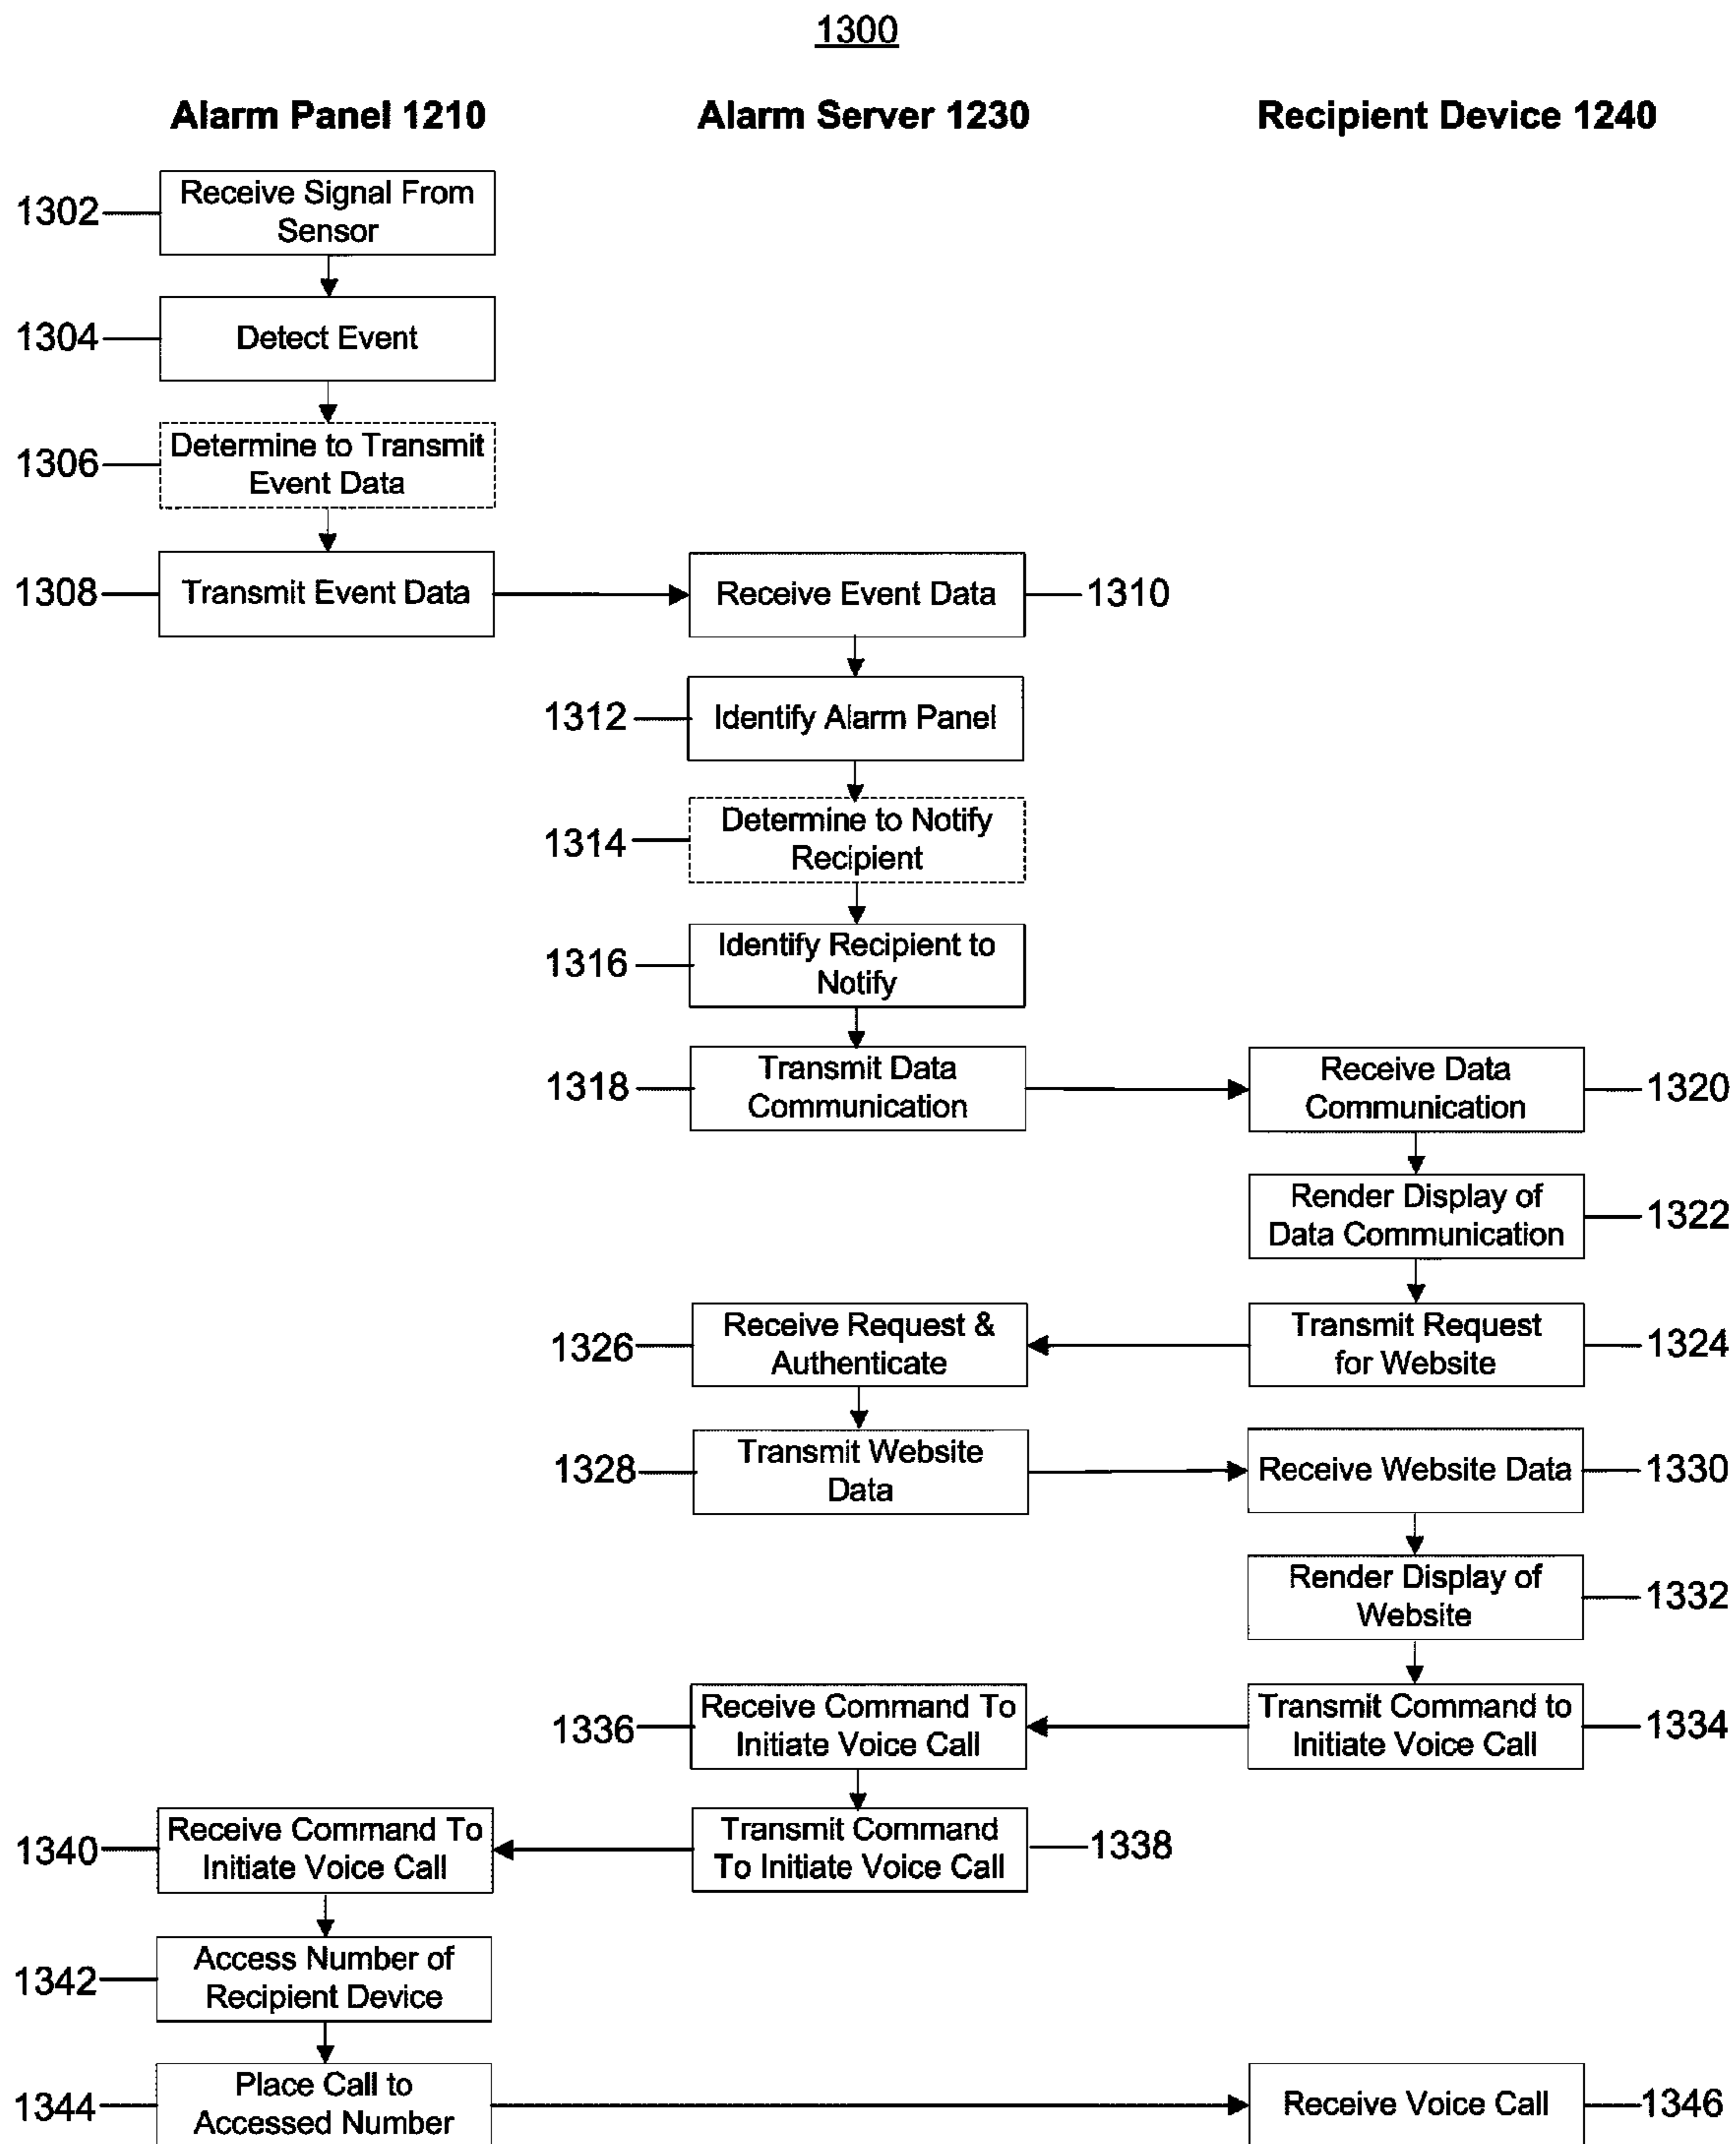 1300
Alarm Panel 1210
Alarm Server 1230
Recipient Device 1240
1302
Receive Signal From
Sensor
1304
Detect Event
1306
Determine to Transmit
Event Data
1308
Transmit Event Data
Receive Event Data
1310
1312
Identify Alarm Panel
1314
Determine to Notify
Recipient
1316
Identify Recipient to
Notify
1318
Transmit Data
Communication
Receive Data
Communication
1320
Render Display of
Data Communication
1322
1326
Receive Request &
Authenticate
Transmit Request
for Website
1324
1328
Transmit Website
Data
Receive Website Data
1330
Render Display of
Website
1332
1336
Receive Command To
Initiate Voice Call
Transmit Command to
Initiate Voice Call
1334
1340
Receive Command To
Initiate Voice Call
Transmit Command
To Initiate Voice Call
1338
1342
Access Number of
Recipient Device
1344
Place Call to
Accessed Number
Receive Voice Call
1346